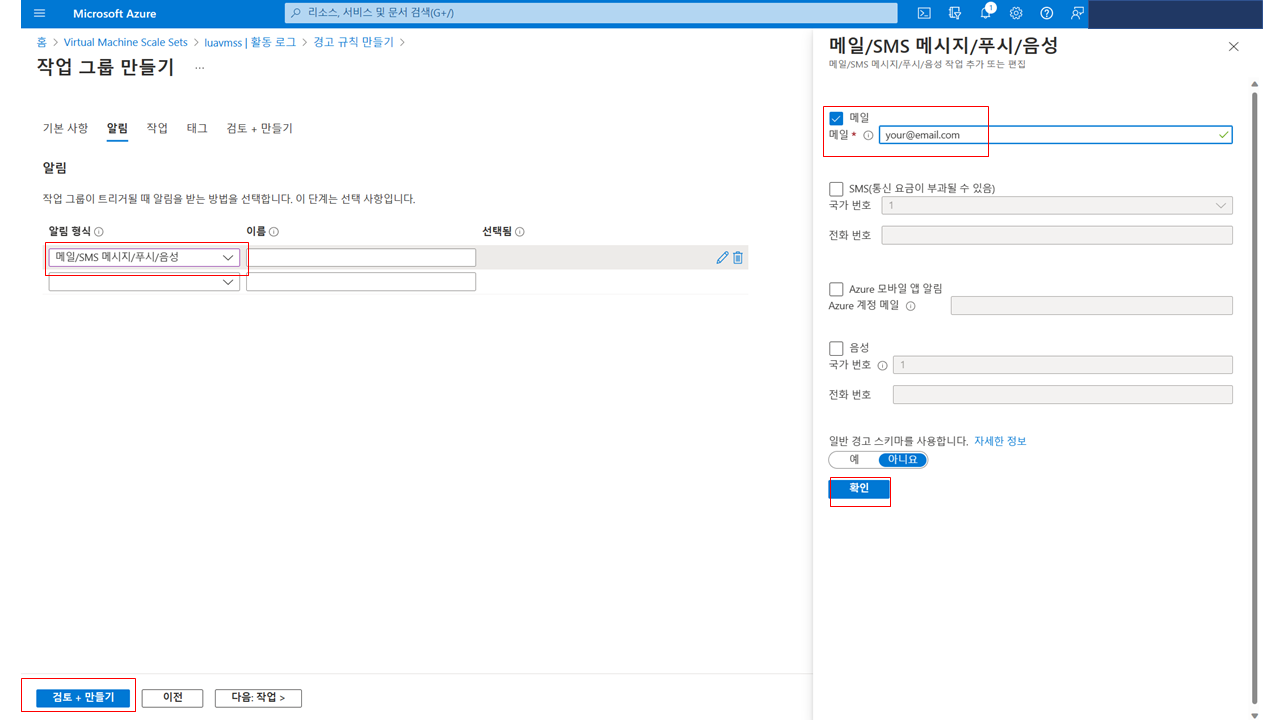 Microsoft Azure
리소스, 서비스 및 문서 검색(G+/)
1
홈 > Virtual Machine Scale Sets > luavmss | 활동 로그 > 경고 규칙 만들기 >
작업 그룹 만들기 ...
기본 사항 알림 작업 태그 검토 + 만들기
알림
작업 그룹이 트리거될 때 알림을 받는 방법을 선택합니다. 이 단계는 선택 사항입니다.
알림 형식 이름 선택됨
메일/SMS 메시지/푸시/음성
검토 + 만들기 이전 다음: 작업 >
메일/SMS 메시지/푸시/음성
메일/SMS 메시지/푸시/음성 작업 추가 또는 편집
메일
메일 * your@email.com
SMS(통신 요금이 부과될 수 있음)
국가 번호 1
전화 번호
Azure 모바일 앱 알림
Azure 계정 메일
음성
국가 번호 1
전화 번호
일반 경고 스키마를 사용합니다. 자세한 정보
예 아니요
확인